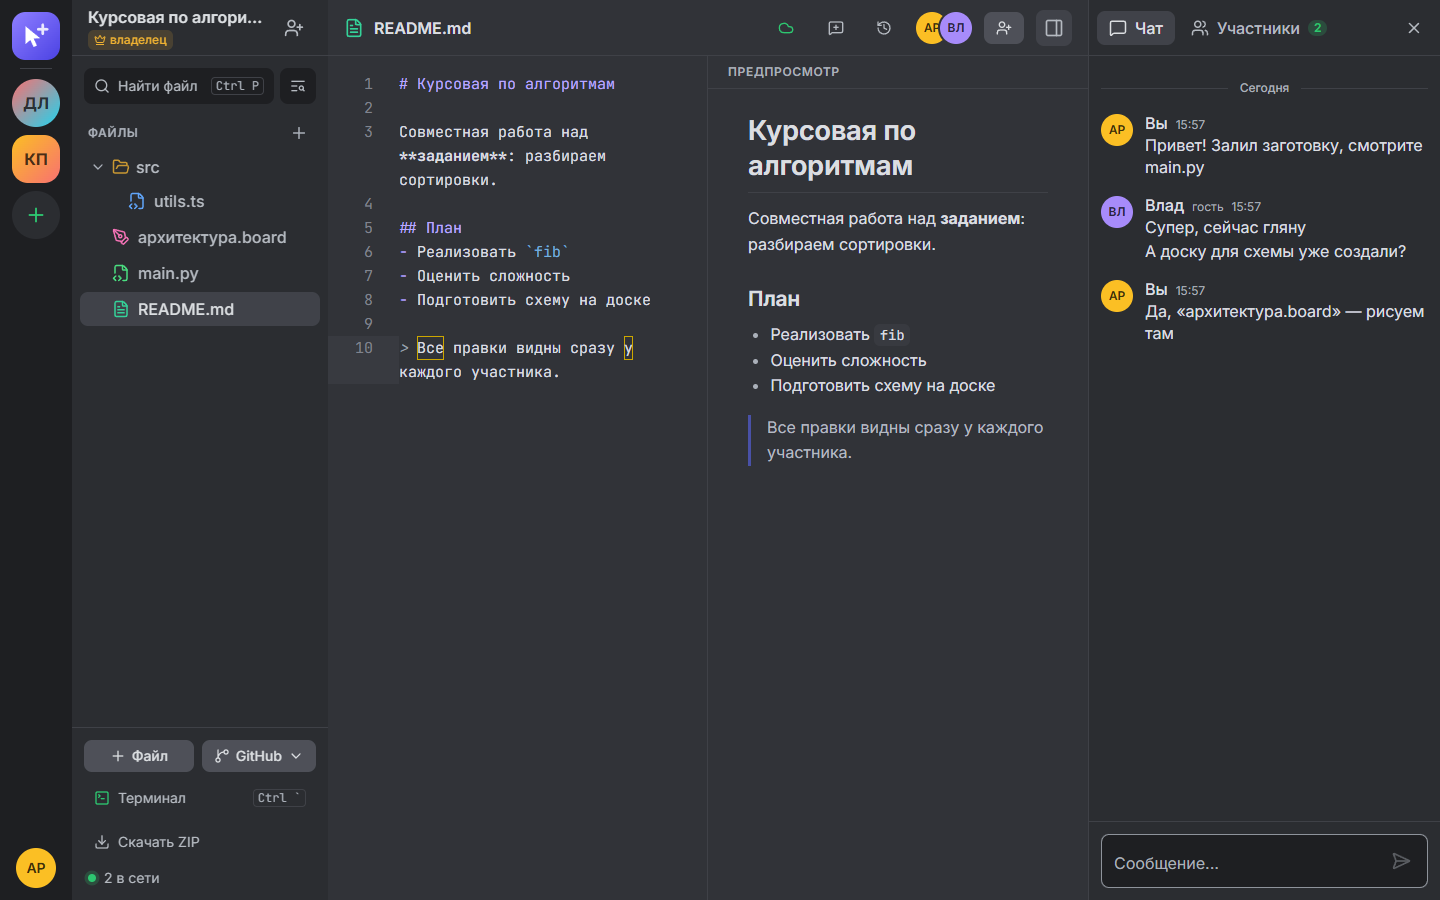 Курсовая по алгори...
владелец
ДЛ
КП
АР
Найти файл
Ctrl P
ФАЙЛЫ
src
utils.ts
архитектура.board
main.py
README.md
Файл
GitHub
Терминал
Ctrl `
Скачать ZIP
2 в сети
README.md
АР
ВЛ
1 # Курсовая по алгоритмам
2
3 Совместная работа над
**заданием**: разбираем
сортировки.
4
5 ## План
6 - Реализовать `fib`
7 - Оценить сложность
8 - Подготовить схему на доске
9
10 > Все правки видны сразу у
каждого участника.
ПРЕДПРОСМОТР
Курсовая по
алгоритмам
Совместная работа над заданием:
разбираем сортировки.
План
• Реализовать fib
• Оценить сложность
• Подготовить схему на доске
Все правки видны сразу у каждого
участника.
Чат
Участники 2
Сегодня
АР
Вы 15:57
Привет! Залил заготовку, смотрите
main.py
ВЛ
Влад гость 15:57
Супер, сейчас гляну
А доску для схемы уже создали?
АР
Вы 15:57
Да, «архитектура.board» — рисуем
там
Сообщение...